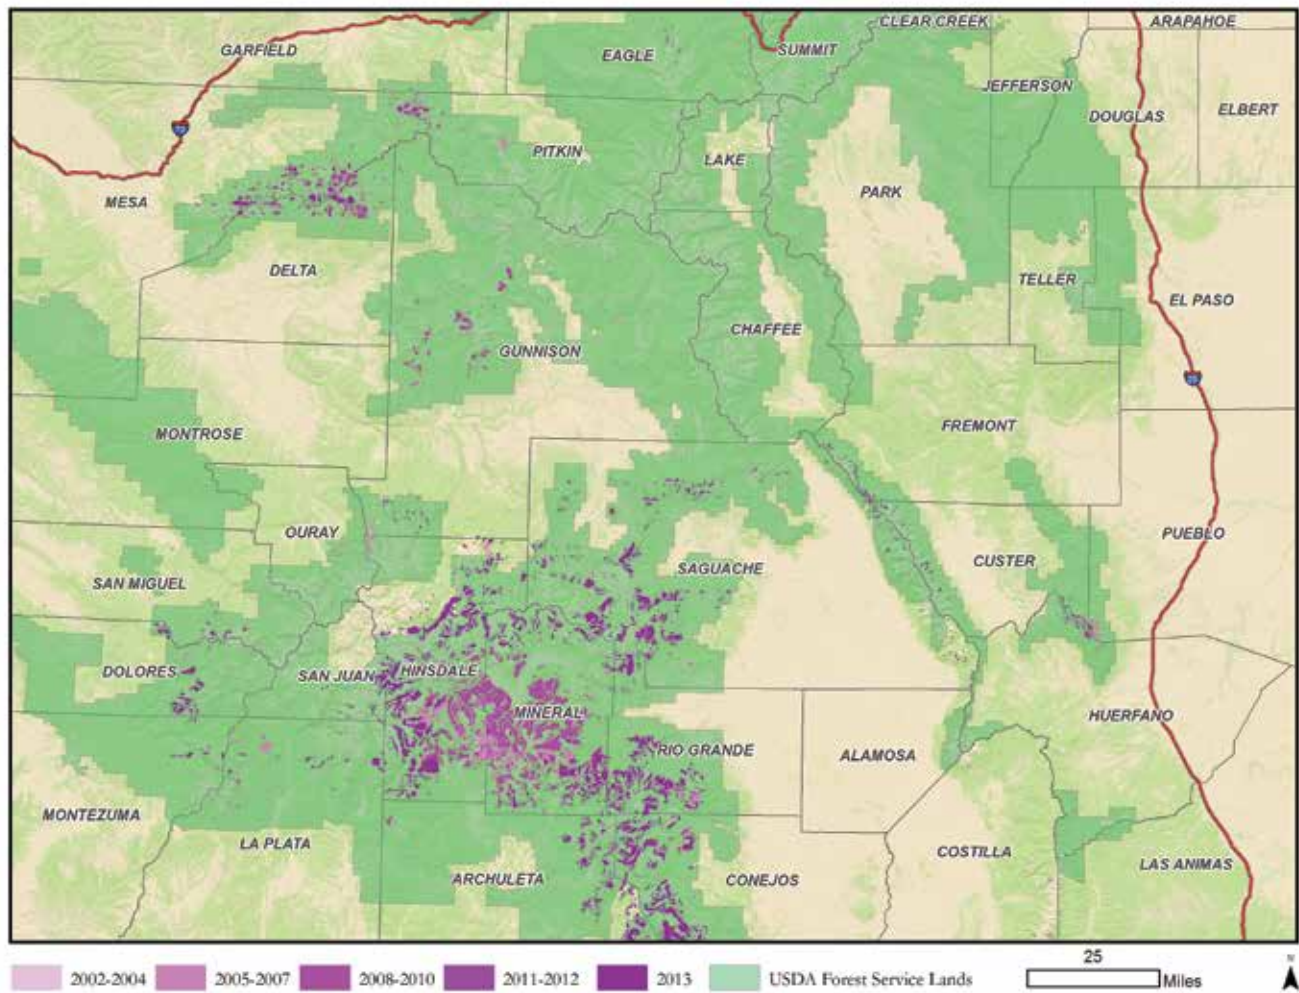 CLEAR CREEK
ARAPAHOE
GARFIELD
EAGLE
SUMMIT
JEFFERSON
DOUGLAS
ELBERT
PITKIN
LAKE
PARK
MESA
DELTA
TELLER
EL PASO
CHAFFEE
GUNNISON
MONTROSE
FREMONT
OURAY
PUEBLO
SAGUACHE
CUSTER
SAN MIGUEL
DOLORES
SAN JUAN
HINSDALE
MINERAL
HUERFANO
RIO GRANDE
ALAMOSA
MONTEZUMA
LA PLATA
COSTILLA
LAS ANIMAS
ARCHULETA
CONEJOS
25
N
2002-2004 2005-2007 2008-2010 2011-2012 2013 USDA Forest Service Lands Miles